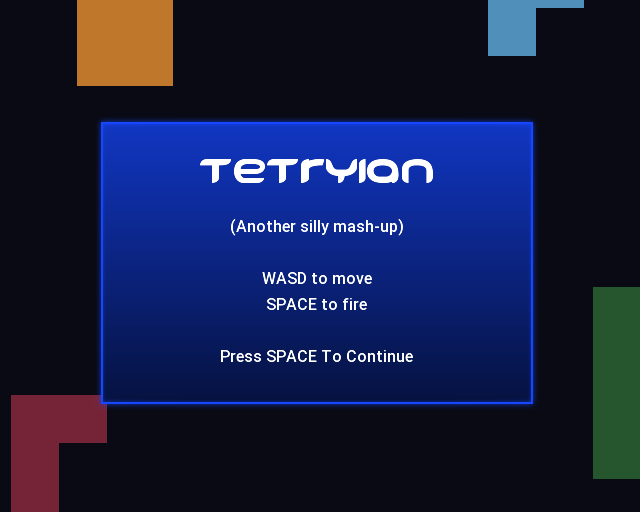 Tetryian
(Another silly mash-up)
WASD to move
SPACE to fire
Press SPACE To Continue